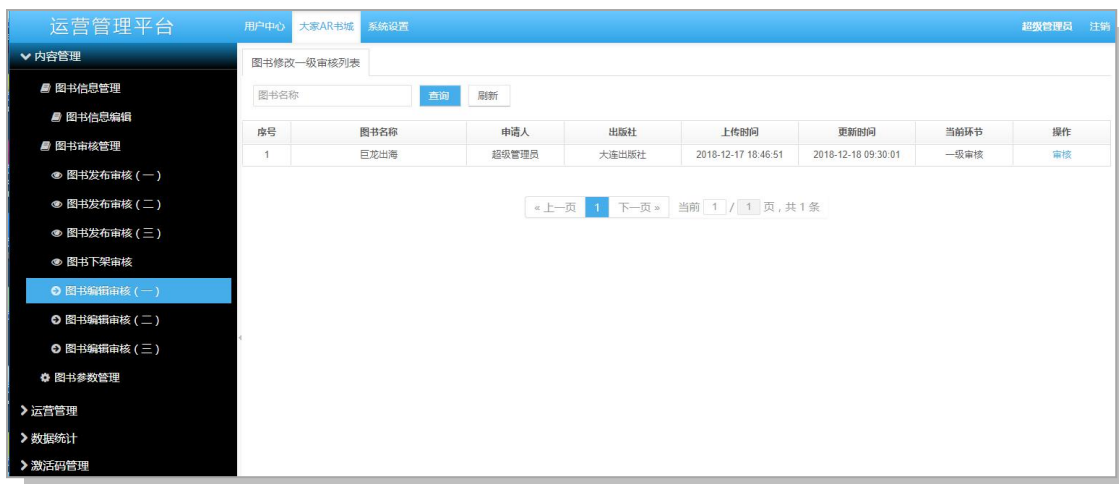 运营管理平台
用户中心 大家AR书城 系统设置 超级管理员 注销
内容管理
图书信息管理
图书信息编辑
图书审核管理
图书发布审核(一)
图书发布审核(二)
图书发布审核(三)
图书下架审核
图书编辑审核(一)
图书编辑审核(二)
图书编辑审核(三)
图书参数管理
运营管理
数据统计
激活码管理
图书修改一级审核列表
图书名称 查询 刷新
序号 图书名称 申请人 出版社 上传时间 更新时间 当前环节 操作
1 巨龙出海 超级管理员 大连出版社 2018-12-17 18:46:51 2018-12-18 09:30:01 一级审核 审核
« 上一页 1 下一页 » 当前 1 / 1 页,共 1 条